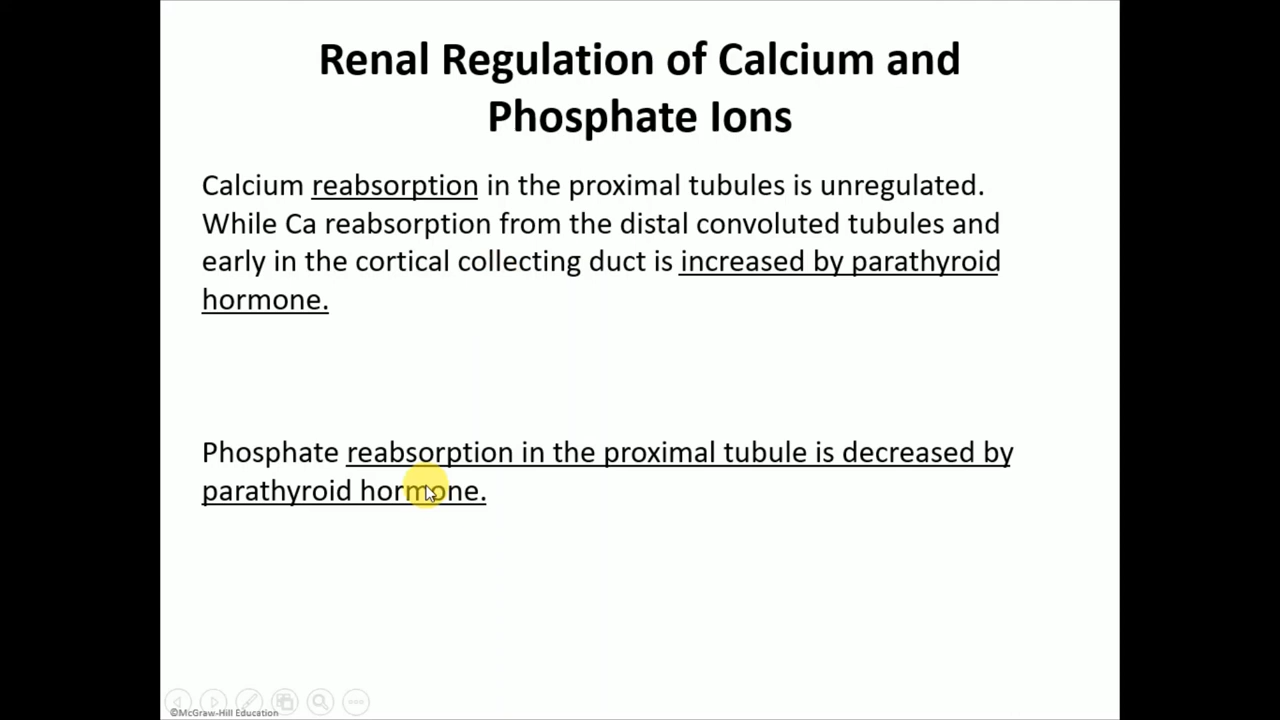 Renal Regulation of Calcium and
Phosphate Ions
Calcium reabsorption in the proximal tubules is unregulated.
While Ca reabsorption from the distal convoluted tubules and
early in the cortical collecting duct is increased by parathyroid
hormone.
Phosphate reabsorption in the proximal tubule is decreased by
parathyroid hormone.
©McGraw-Hill Education